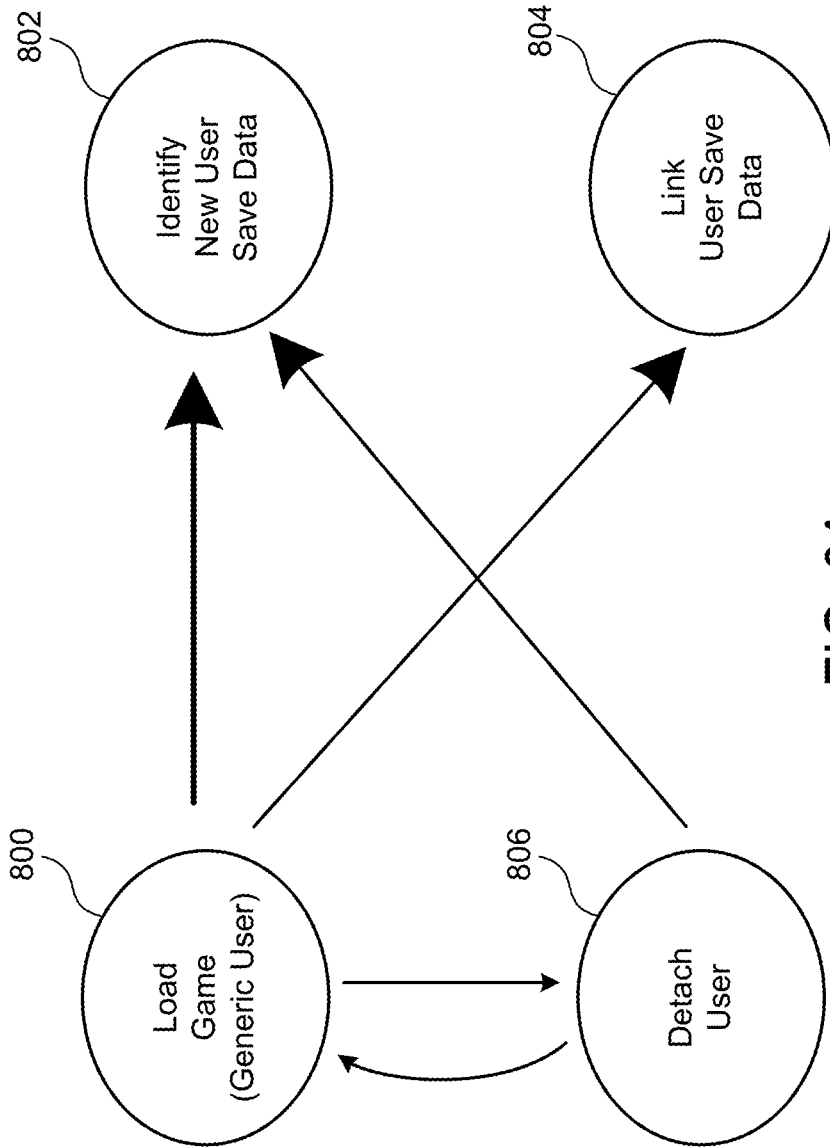 800
Load
Game
(Generic User)
802
Identify
New User
Save Data
806
Detach
User
804
Link
User Save
Data